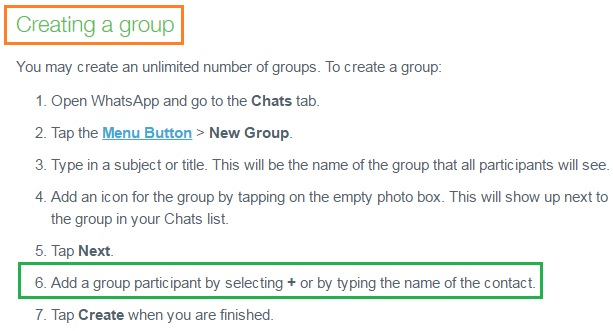 Creating a group
You may create an unlimited number of groups. To create a group:
1. Open WhatsApp and go to the Chats tab.
2. Tap the Menu Button > New Group.
3. Type in a subject or title. This will be the name of the group that all participants will see.
4. Add an icon for the group by tapping on the empty photo box. This will show up next to
the group in your Chats list.
5. Tap Next.
6. Add a group participant by selecting + or by typing the name of the contact.
7. Tap Create when you are finished.